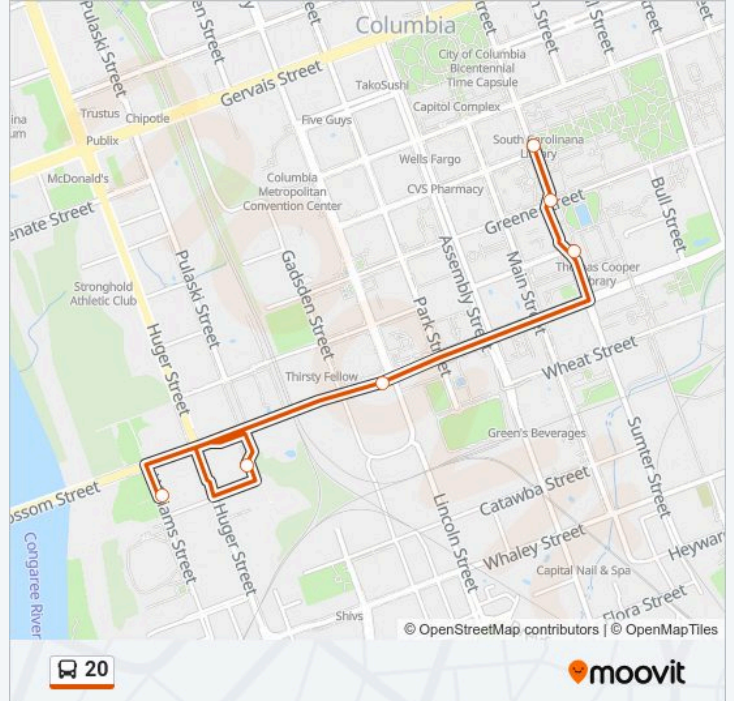 Pulaski Street
Columbia
Gervais Street
City of Columbia
Bicentennial
Time Capsule
TakoSushi
Capitol Complex
Trustus
Chipotle
Five Guys
Publix
South Carolinana
Library
McDonald's
Wells Fargo
Columbia
Metropolitan
Convention Center
CVS Pharmacy
enate Street
Greene Street
Bull Street
Pulaski Street
Gadsden Street
Assembly Street
Main Street
Thomas Cooper
Library
Stronghold
Athletic Club
Huger Street
Park Street
Wheat Street
Thirsty Fellow
Green's Beverages
Sumter Street
ossom Street
Catawba Street
Huger Street
Lincoln Street
Whaley Street
Heywar
Capital Nail & Spa
Congaree River
Shivs
Flora Street
© OpenStreetMap contributors | © OpenMapTiles
20
moovit